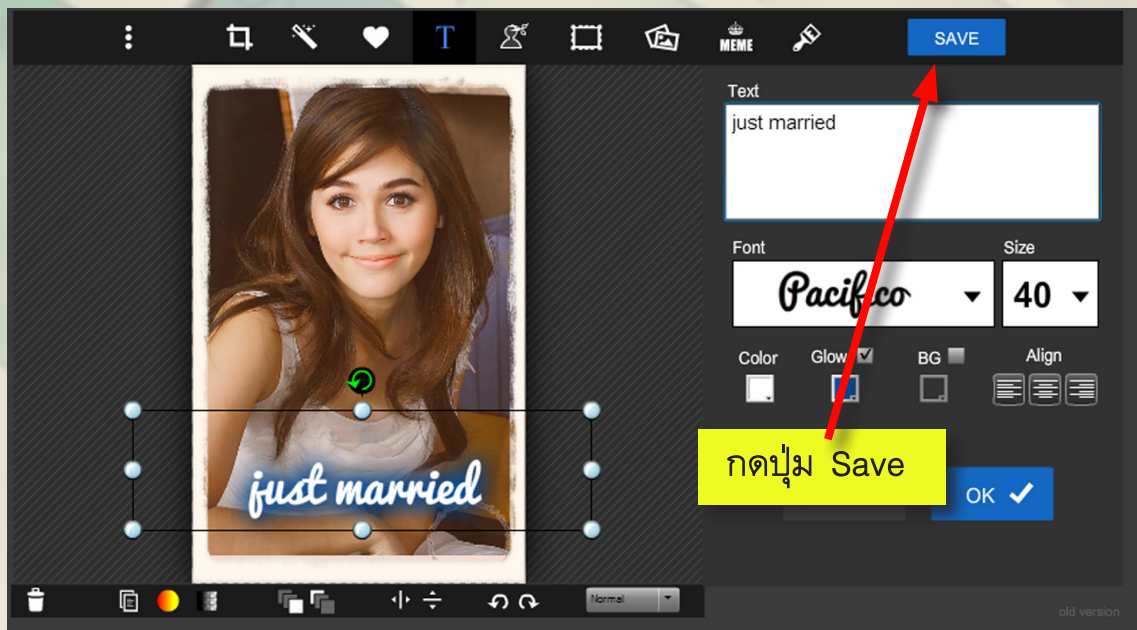 MEME
SAVE
Text
just married
Font
Size
Pacifico
40
Color
Glow
BG
Align
just married
กดปุ่ม Save
OK
Normal
old version